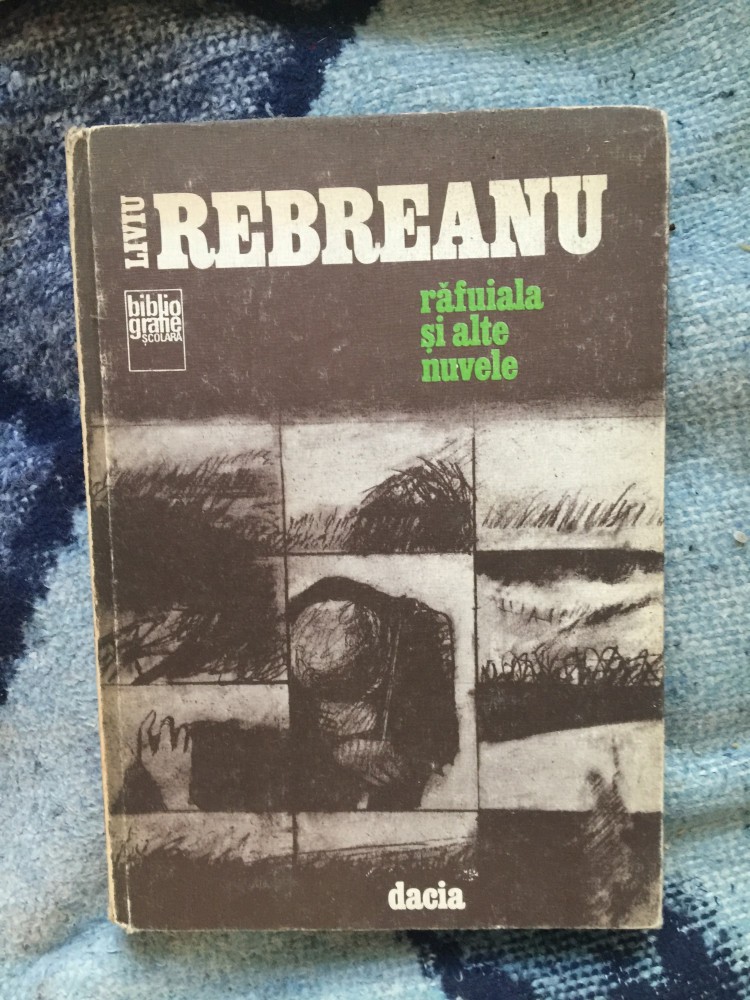 LIVIU
REBREANU
răfuiala
și alte
nuvele
biblio
grafie
ȘCOLARĂ
dacia